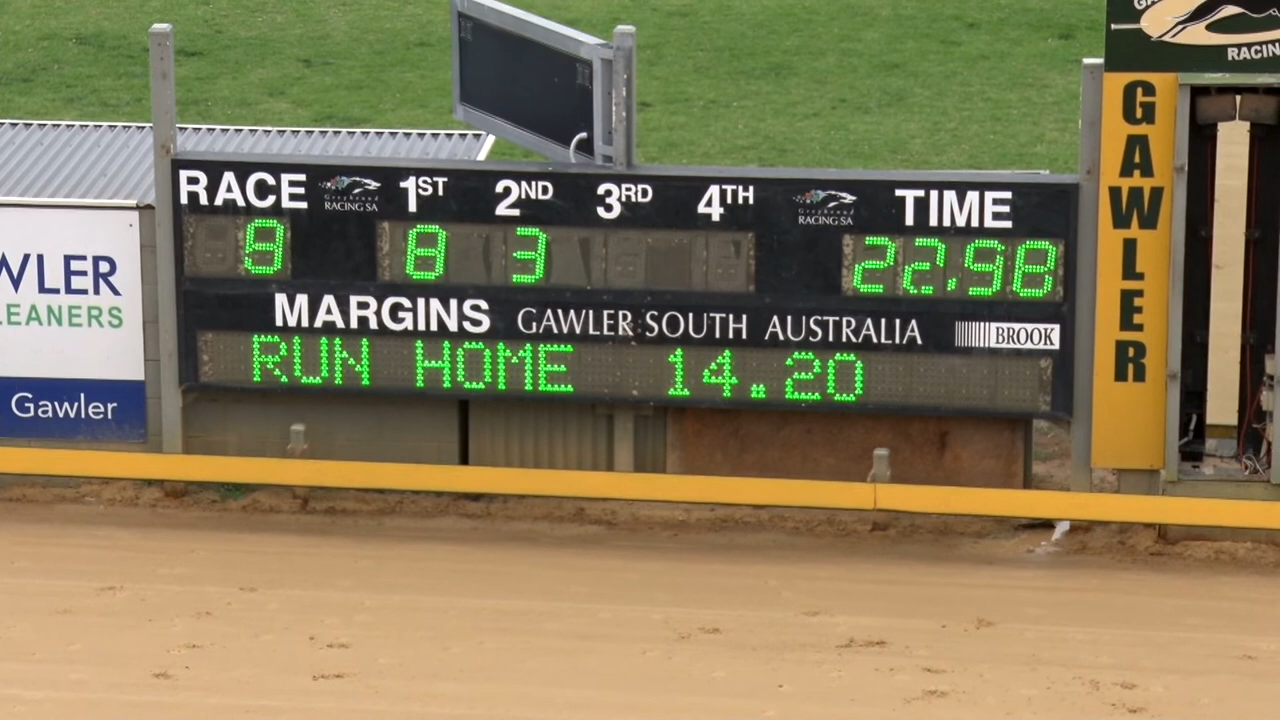 RACIN
GAWLER
RACE 1ST 2ND 3RD 4TH TIME
Greyhound RACING SA
Greyhound RACING SA
8 8 3 22.98
MARGINS GAWLER SOUTH AUSTRALIA BROOK
RUN HOME 14.20
WLER
LEANERS
Gawler